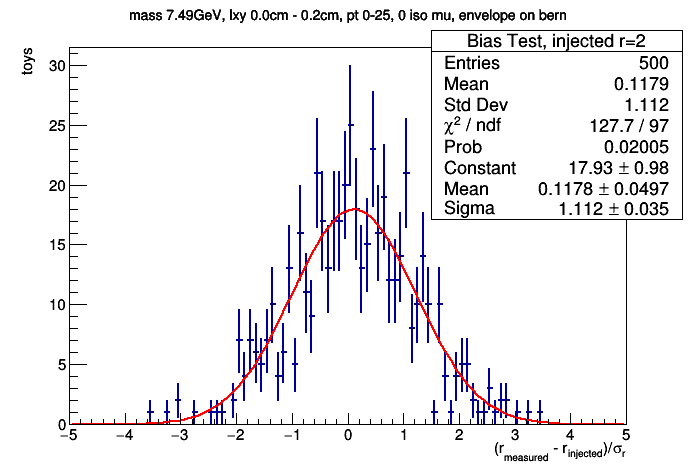 mass 7.49GeV, lxy 0.0cm - 0.2cm, pt 0-25, 0 iso mu, envelope on bern
Bias Test, injected r=2
Entries 500
Mean 0.1179
Std Dev 1.112
χ² / ndf 127.7 / 97
Prob 0.02005
Constant 17.93 ± 0.98
Mean 0.1178 ± 0.0497
Sigma 1.112 ± 0.035
toys
30
25
20
15
10
5
0
−5 −4 −3 −2 −1 0 1 2 3 4 5
(r_measured - r_injected)/σ_r